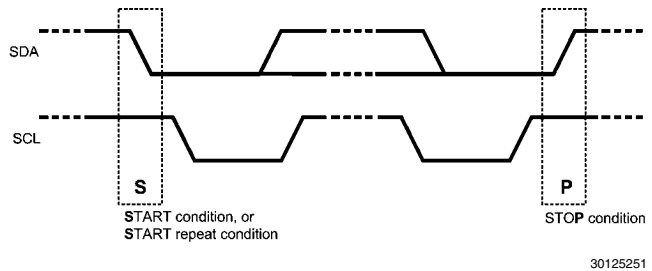 SDA
SCL
S
P
START condition, or
START repeat condition
STOP condition
30125251